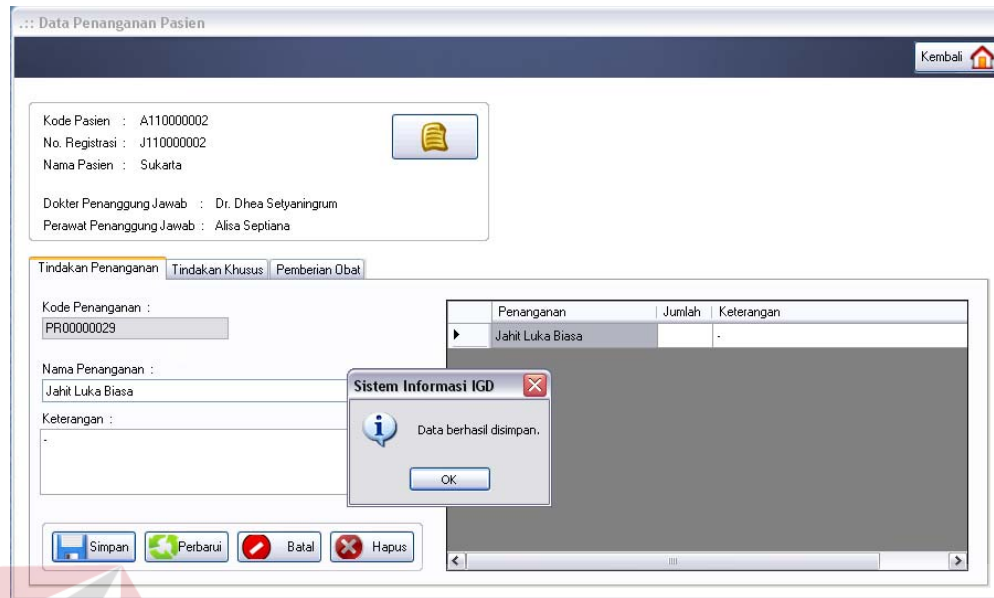 .:: Data Penanganan Pasien
Kembali
Kode Pasien : A110000002
No. Registrasi : J110000002
Nama Pasien : Sukarta
Dokter Penanggung Jawab : Dr. Dhea Setyaningrum
Perawat Penanggung Jawab : Alisa Septiana
Tindakan Penanganan Tindakan Khusus Pemberian Obat
Kode Penanganan :
PR00000029
Nama Penanganan :
Jahit Luka Biasa
Keterangan :
-
Simpan Perbarui Batal Hapus
Penanganan Jumlah Keterangan
Jahit Luka Biasa -
Sistem Informasi IGD
Data berhasil disimpan.
OK